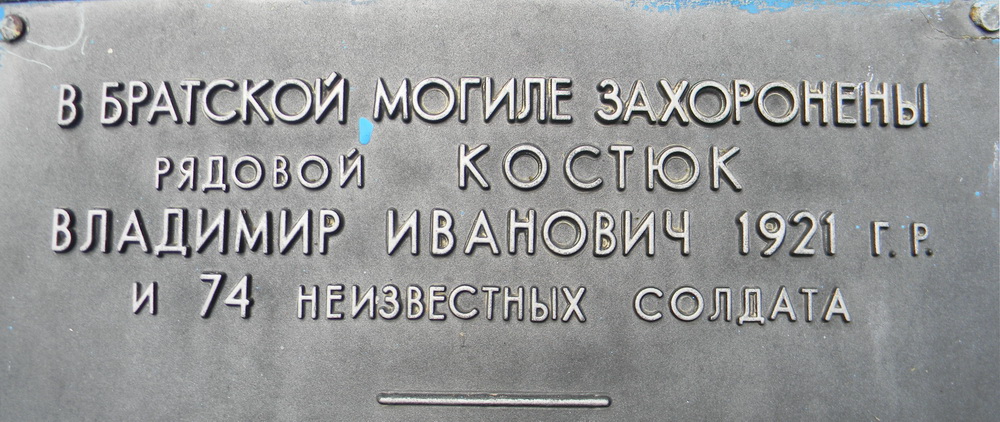 В БРАТСКОЙ МОГИЛЕ ЗАХОРОНЕНЫ
РЯДОВОЙ КОСТЮК
ВЛАДИМИР ИВАНОВИЧ 1921 Г. Р.
И 74 НЕИЗВЕСТНЫХ СОЛДАТА